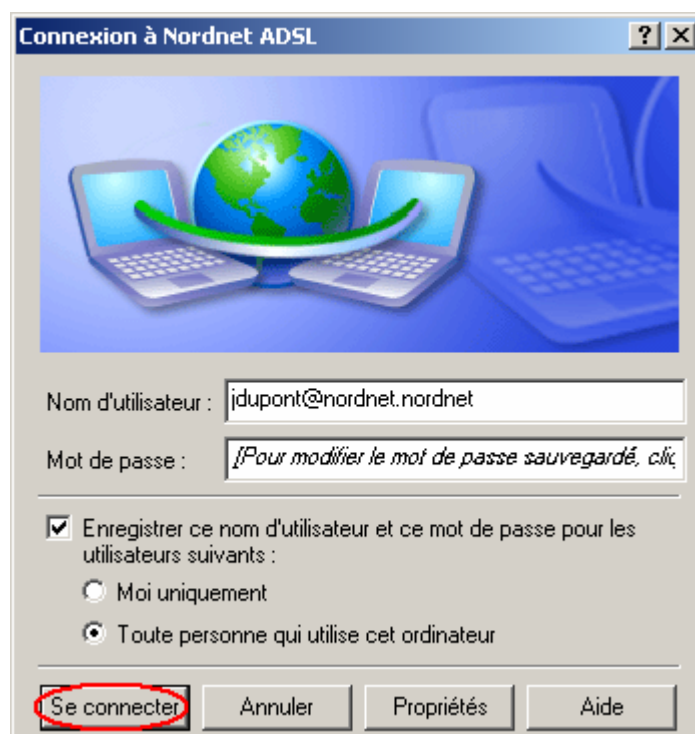 Connexion à Nordnet ADSL
Nom d'utilisateur :
jdupont@nordnet.nordnet
Mot de passe :
[Pour modifier le mot de passe sauvegardé, clic
Enregistrer ce nom d'utilisateur et ce mot de passe pour les
utilisateurs suivants :
Moi uniquement
Toute personne qui utilise cet ordinateur
Se connecter
Annuler
Propriétés
Aide